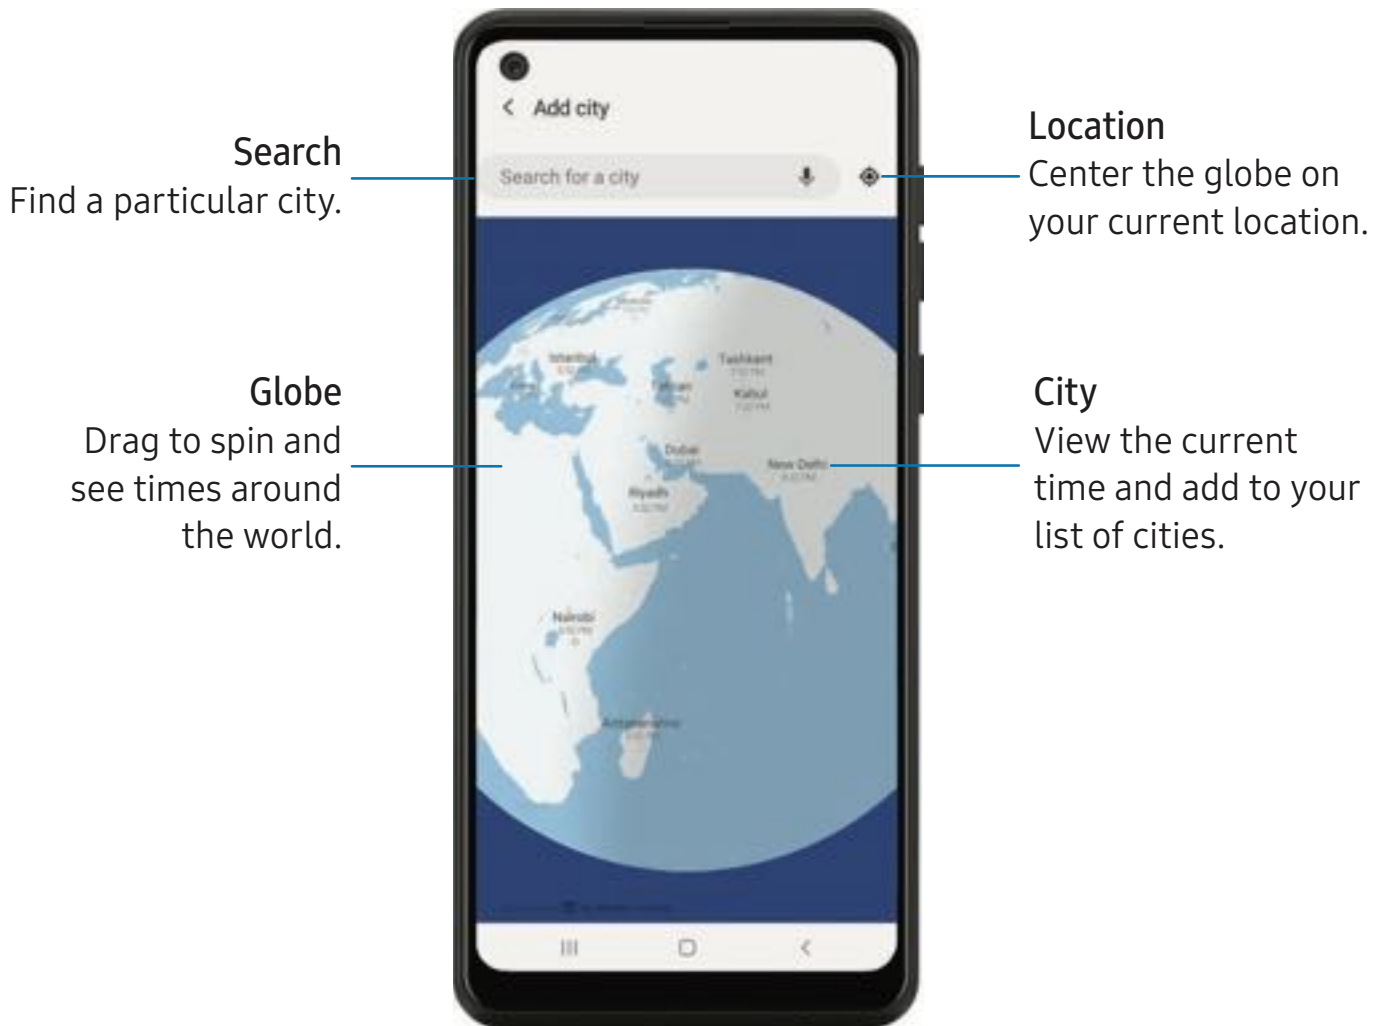 Add city
Search for a city
Search
Find a particular city.
Location
Center the globe on
your current location.
Globe
Drag to spin and
see times around
the world.
City
View the current
time and add to your
list of cities.
Istanbul
Tashkent
Kabul
Dubai
New Delhi
Riyadh
Nairobi